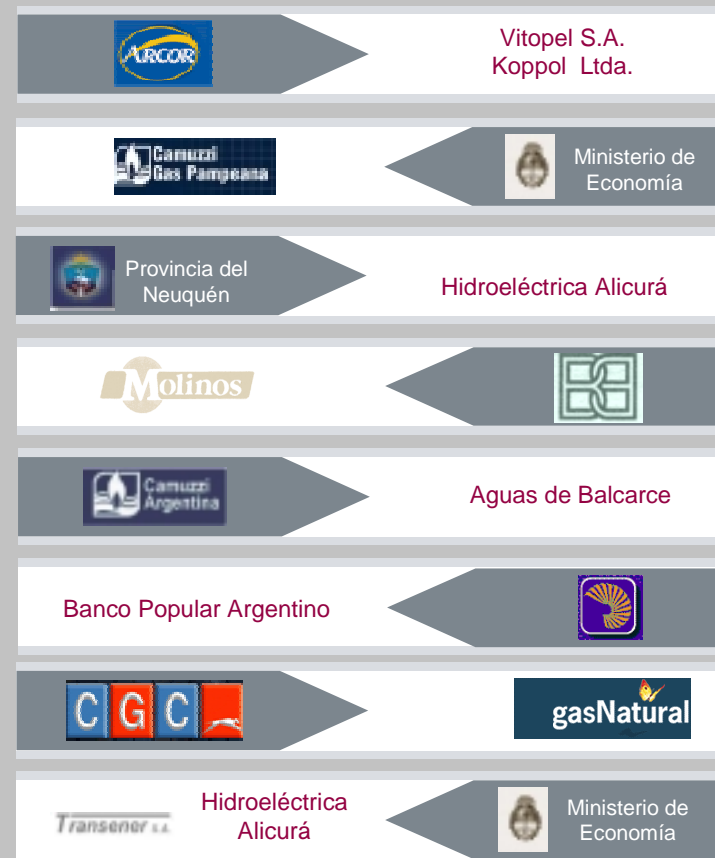 ARCOR
Vitopel S.A.
Koppol Ltda.
Camuzzi
Gas Pampeana
Ministerio de
Economía
Provincia del
Neuquén
Hidroeléctrica Alicurá
Molinos
Camuzzi
Argentina
Aguas de Balcarce
Banco Popular Argentino
CGC
gasNatural
Transener S.A.
Hidroeléctrica
Alicurá
Ministerio de
Economía